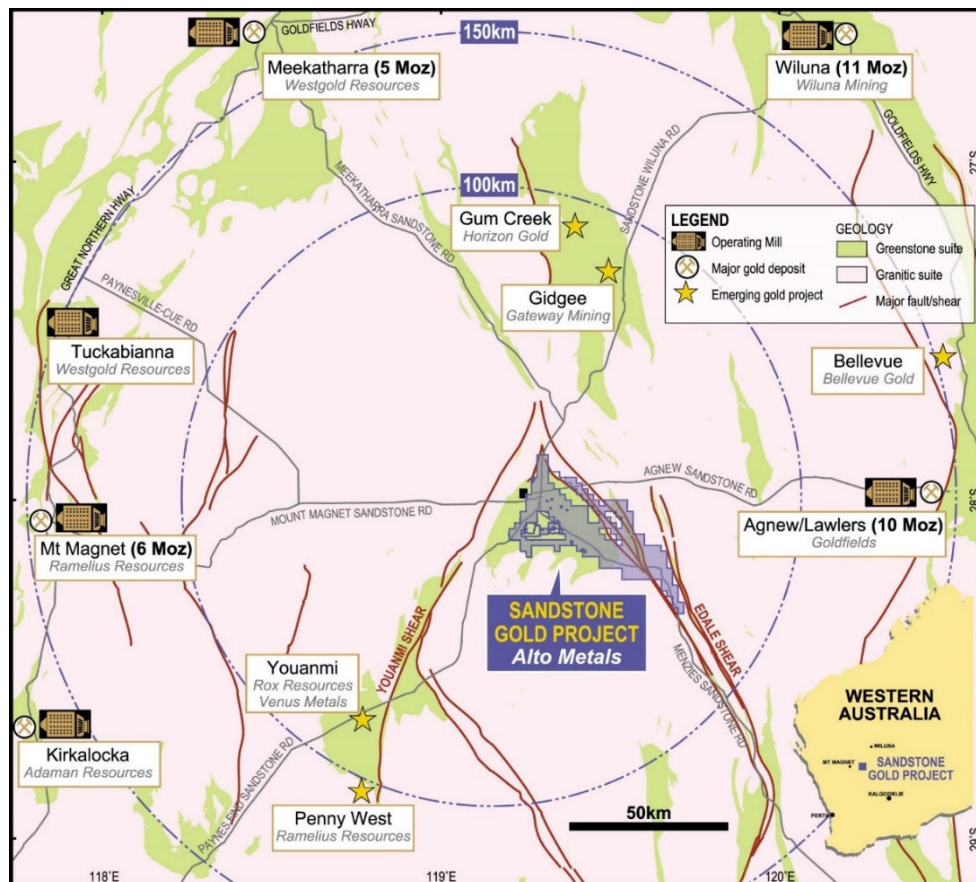 GOLDFIELDS HWY
150km
Meekatharra (5 Moz)
Westgold Resources
Wiluna (11 Moz)
Wiluna Mining
GOLDFIELDS HWY
27°S
MEEKATHARRA SANDSTONE RD
SANDSTONE WILUNA RD
100km
GREAT NORTHERN HWAY
Gum Creek
Horizon Gold
LEGEND
Operating Mill
Major gold deposit
Emerging gold project
GEOLOGY
Greenstone suite
Granitic suite
Major fault/shear
PAYNESVILLE-CUE RD
Gidgee
Gateway Mining
Tuckabianna
Westgold Resources
Bellevue
Bellevue Gold
AGNEW SANDSTONE RD
MOUNT MAGNET SANDSTONE RD
28°S
Mt Magnet (6 Moz)
Ramelius Resources
Agnew/Lawlers (10 Moz)
Goldfields
SANDSTONE
GOLD PROJECT
Alto Metals
YOUANMI SHEAR
EDALE SHEAR
MENZIES SANDSTONE RD
Youanmi
Rox Resources
Venus Metals
Kirkalocka
Adaman Resources
PAYNES FIND SANDSTONE RD
Penny West
Ramelius Resources
50km
WESTERN
AUSTRALIA
WILUNA
MT MAGNET
SANDSTONE
GOLD PROJECT
KALGOORLIE
PERTH
29°S
118°E
119°E
120°E